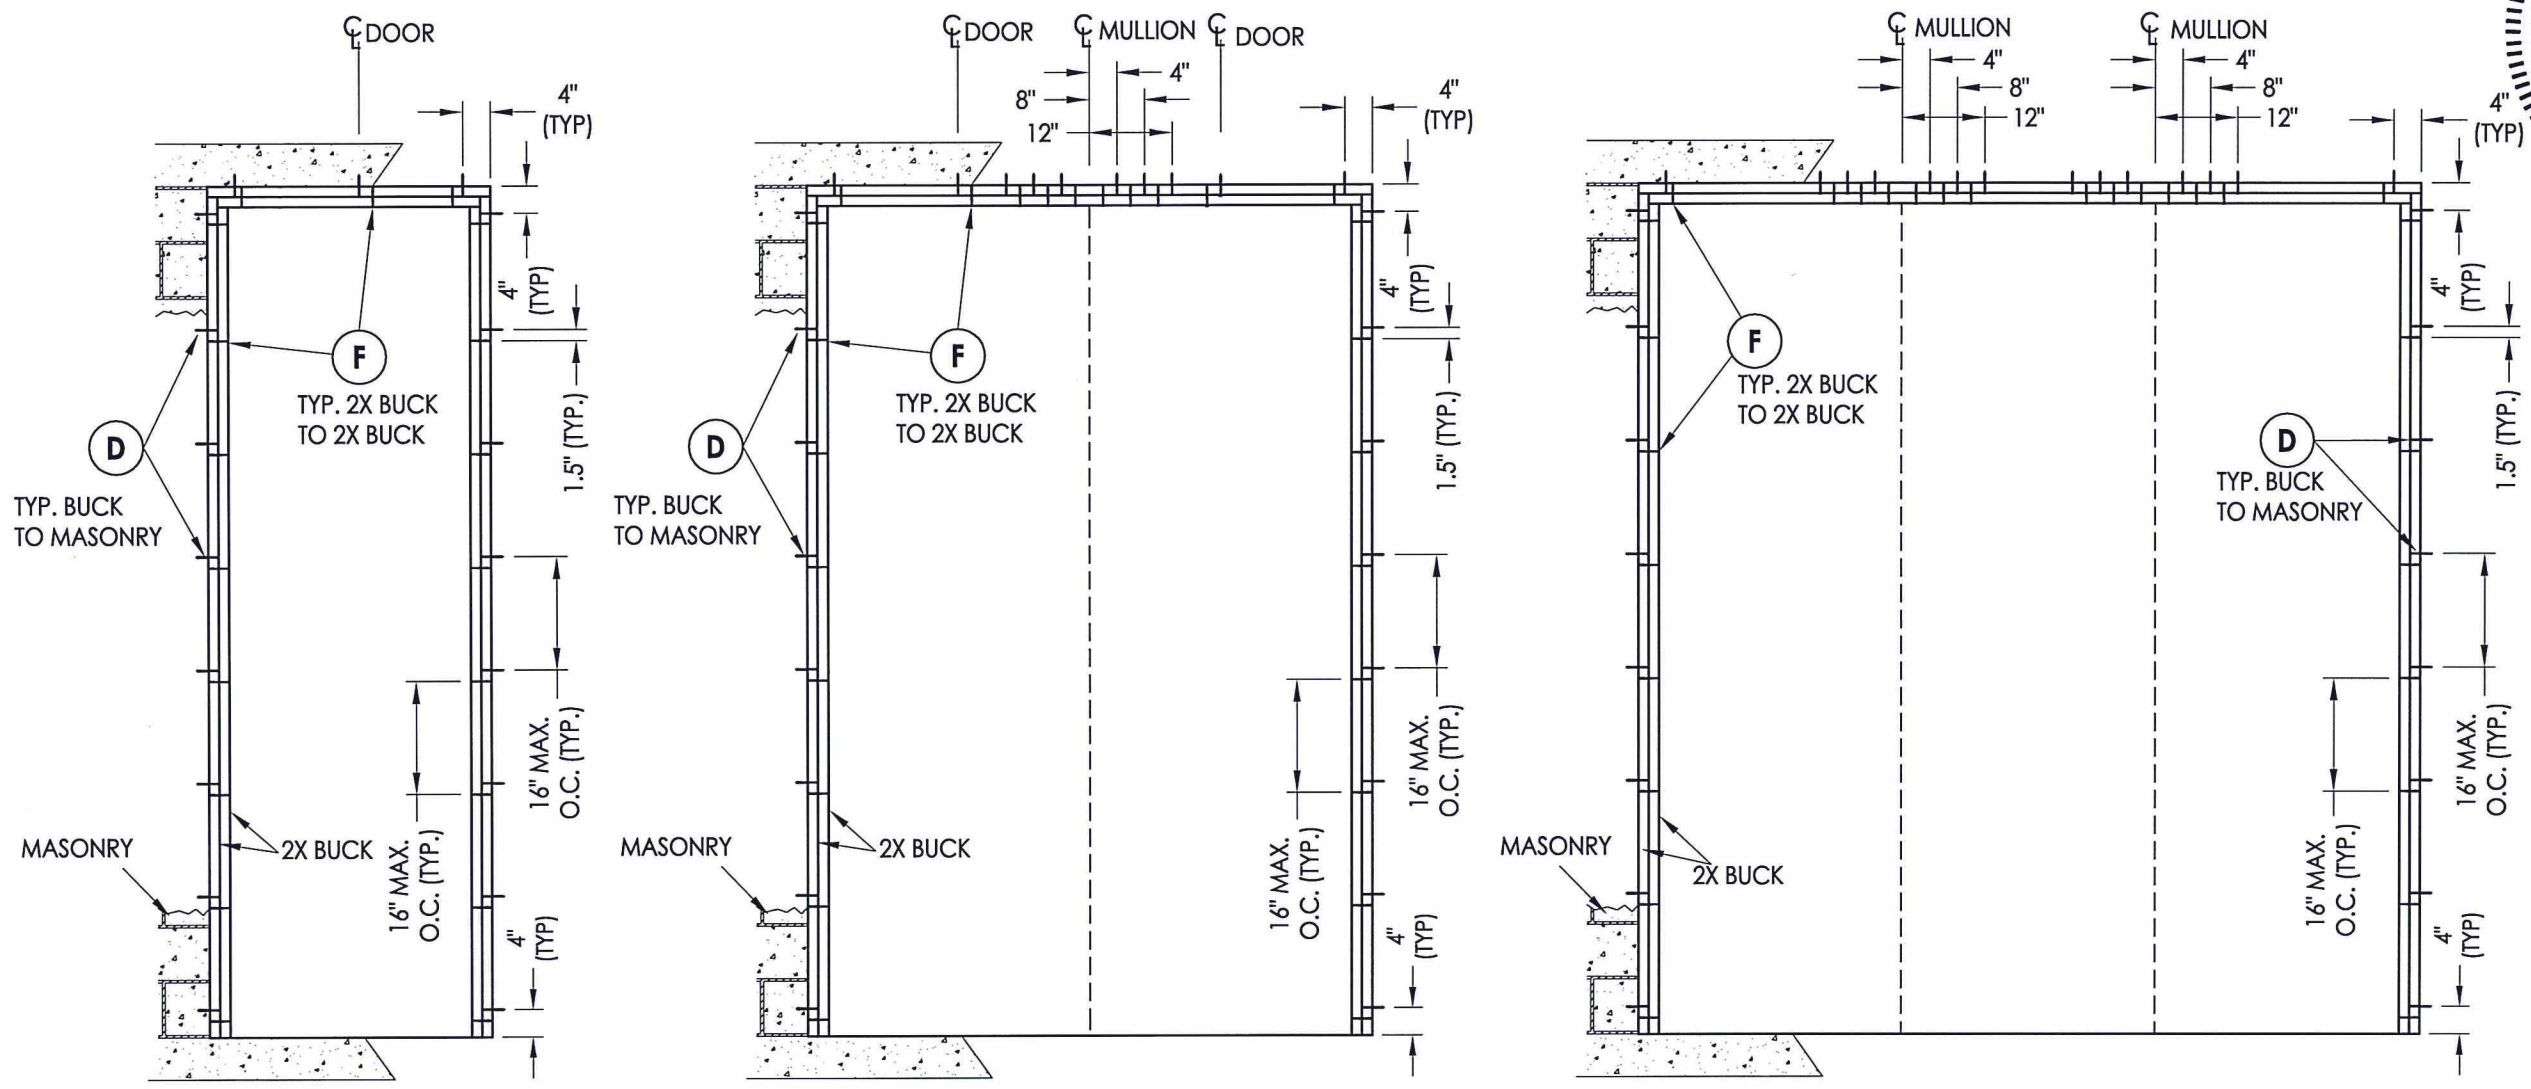 ℄ DOOR
4"
(TYP)
4"
(TYP)
F
TYP. 2X BUCK
TO 2X BUCK
1.5" (TYP.)
D
TYP. BUCK
TO MASONRY
16" MAX.
O.C. (TYP.)
MASONRY
2X BUCK
16" MAX.
O.C. (TYP.)
4"
(TYP)
℄ DOOR
℄ MULLION
℄ DOOR
4"
8"
12"
4"
(TYP)
4"
(TYP)
F
TYP. 2X BUCK
TO 2X BUCK
1.5" (TYP.)
D
TYP. BUCK
TO MASONRY
16" MAX.
O.C. (TYP.)
MASONRY
2X BUCK
16" MAX.
O.C. (TYP.)
4"
(TYP)
℄ MULLION
4"
8"
12"
℄ MULLION
4"
8"
12"
4"
(TYP)
4"
(TYP)
F
TYP. 2X BUCK
TO 2X BUCK
1.5" (TYP.)
D
TYP. BUCK
TO MASONRY
16" MAX.
O.C. (TYP.)
MASONRY
2X BUCK
16" MAX.
O.C. (TYP.)
4"
(TYP)